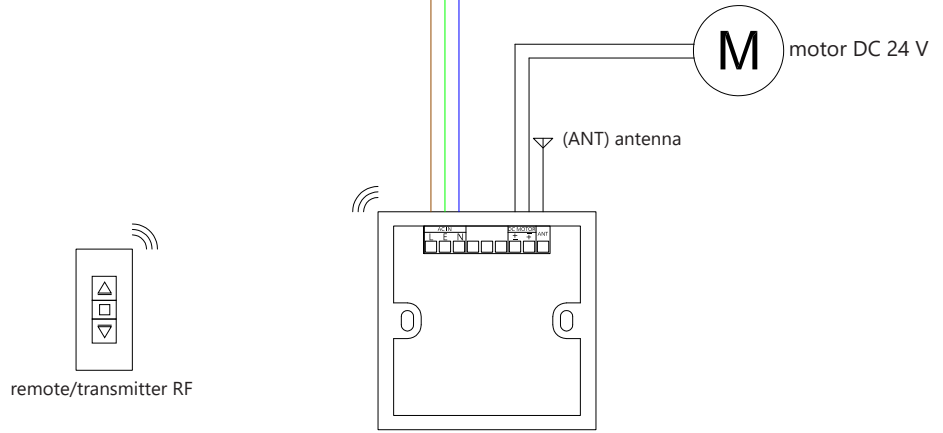 M
motor DC 24 V
(ANT) antenna
AC IN
DC MOTOR
ANT
L E N
± ∓
remote/transmitter RF